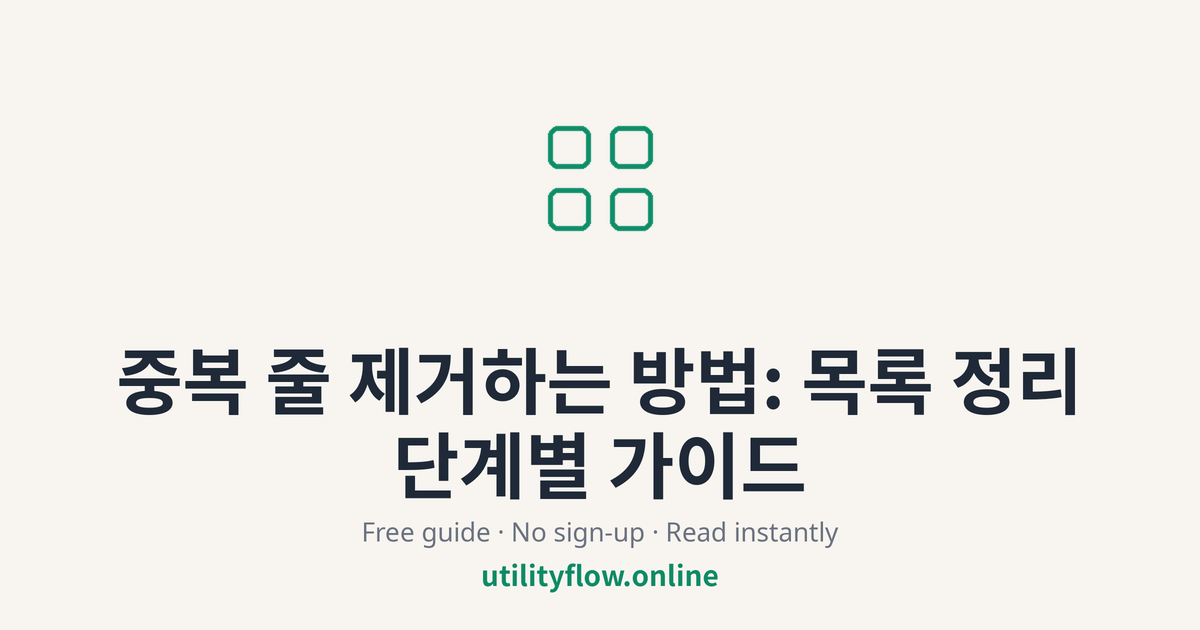 중복 줄 제거하는 방법: 목록 정리
단계별 가이드
Free guide · No sign-up · Read instantly
utilityflow.online